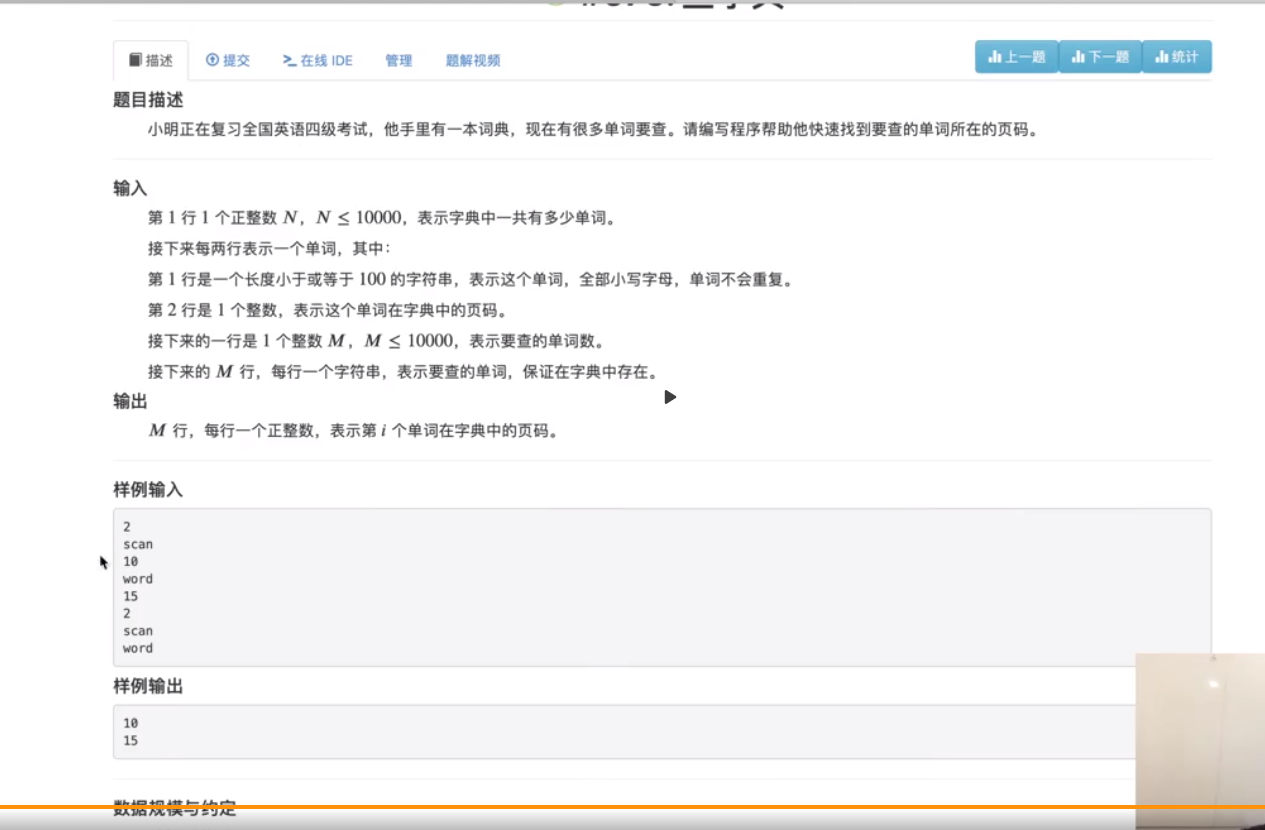 描述 提交 在线 IDE 管理 题解视频 上一题 下一题 统计
题目描述
小明正在复习全国英语四级考试，他手里有一本词典，现在有很多单词要查。请编写程序帮助他快速找到要查的单词所在的页码。
输入
第 1 行 1 个正整数 N，N ≤ 10000，表示字典中一共有多少单词。
接下来每两行表示一个单词，其中：
第 1 行是一个长度小于或等于 100 的字符串，表示这个单词，全部小写字母，单词不会重复。
第 2 行是 1 个整数，表示这个单词在字典中的页码。
接下来的一行是 1 个整数 M，M ≤ 10000，表示要查的单词数。
接下来的 M 行，每行一个字符串，表示要查的单词，保证在字典中存在。
输出
M 行，每行一个正整数，表示第 i 个单词在字典中的页码。
样例输入
2
scan
10
word
15
2
scan
word
样例输出
10
15
数据规模与约定